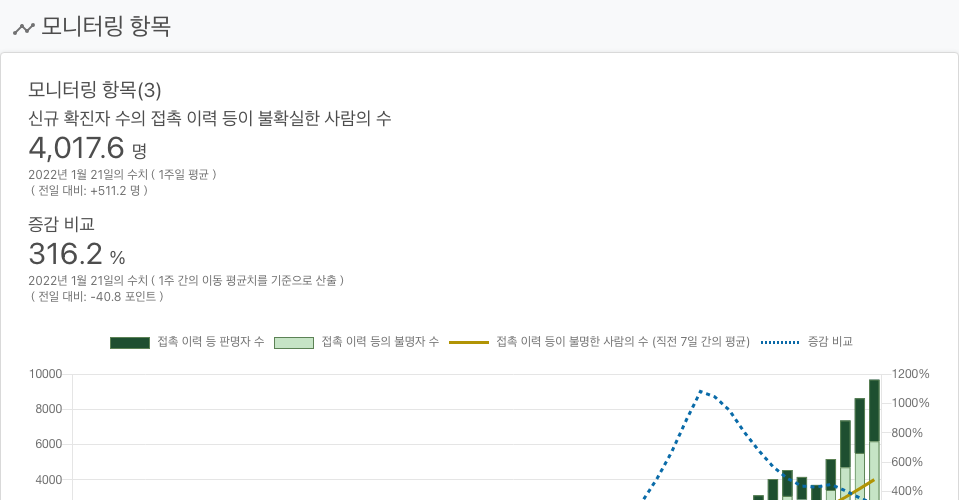 모니터링 항목
모니터링 항목(3)
신규 확진자 수의 접촉 이력 등이 불확실한 사람의 수
4,017.6 명
2022년 1월 21일의 수치 ( 1주일 평균 )
( 전일 대비: +511.2 명 )
증감 비교
316.2 %
2022년 1월 21일의 수치 ( 1주 간의 이동 평균치를 기준으로 산출 )
( 전일 대비: -40.8 포인트 )
접촉 이력 등 판명자 수 접촉 이력 등의 불명자 수 접촉 이력 등이 불명한 사람의 수 (직전 7일 간의 평균) 증감 비교
10000 1200%
1000%
8000
800%
6000
600%
4000
400%